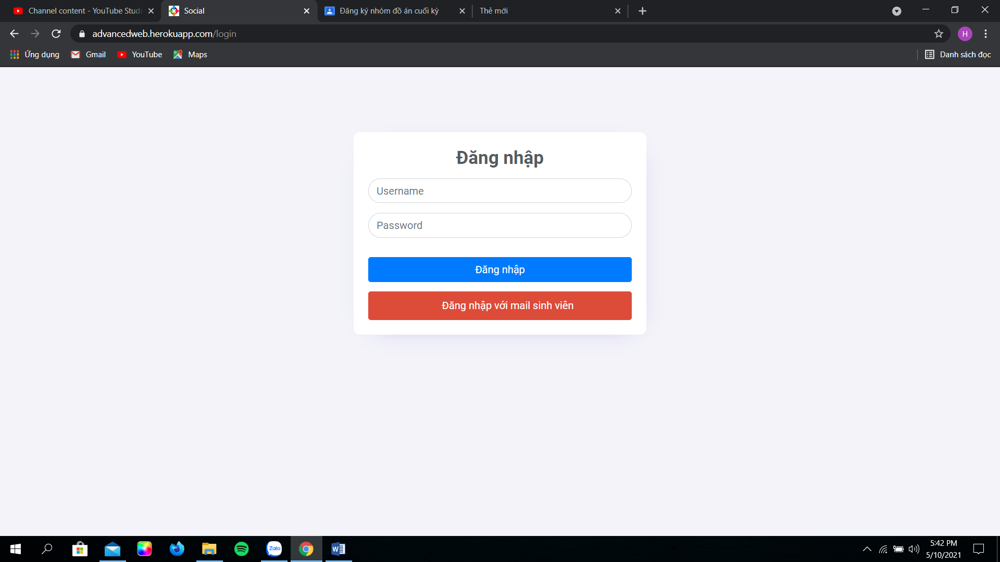 Channel content - YouTube Studi
Social
Đăng ký nhóm đồ án cuối kỳ
Thẻ mới
advancedweb.herokuapp.com/login
H
Ứng dụng
Gmail
YouTube
Maps
Danh sách đọc
Đăng nhập
Username
Password
Đăng nhập
Đăng nhập với mail sinh viên
Zalo
W
5:42 PM
5/10/2021